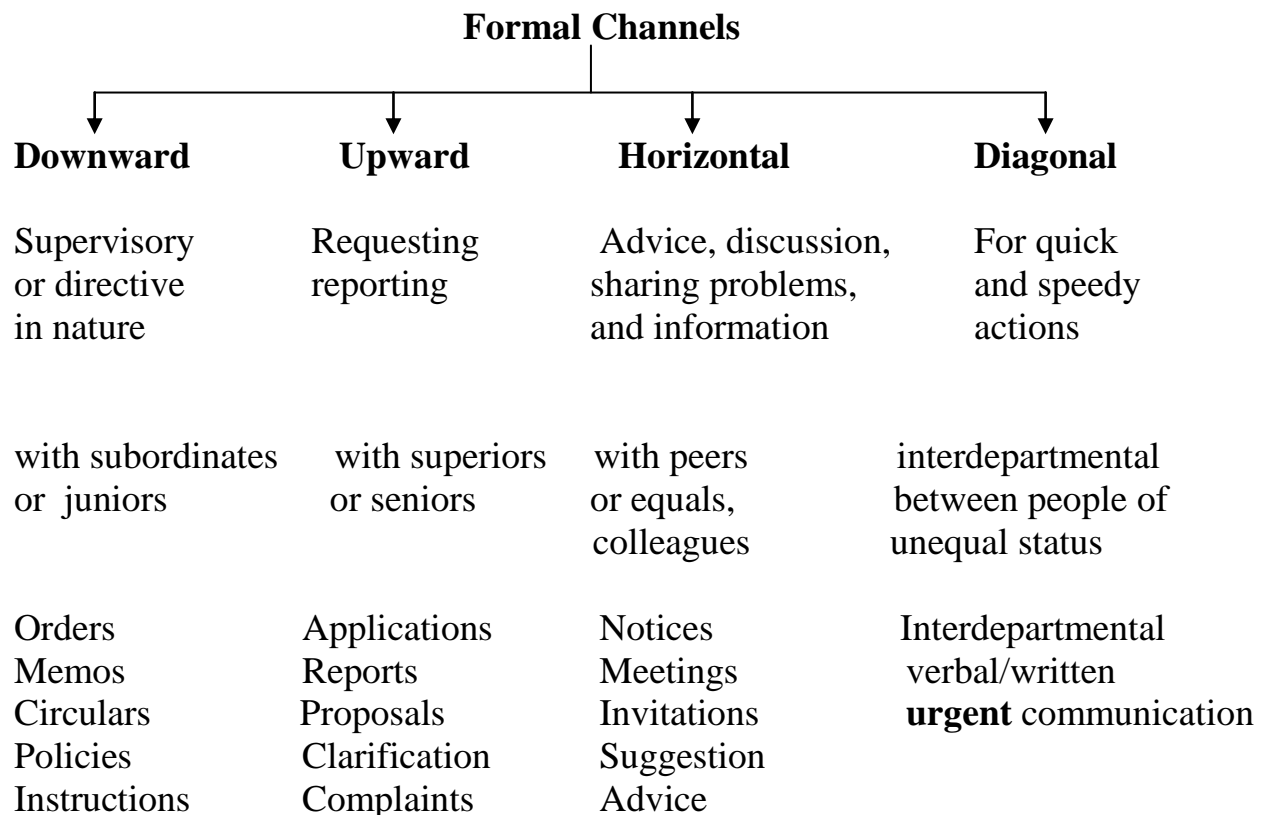 Formal Channels
Downward Upward Horizontal Diagonal
Supervisory Requesting Advice, discussion, For quick
or directive reporting sharing problems, and speedy
in nature and information actions
with subordinates with superiors with peers interdepartmental
or juniors or seniors or equals, between people of
colleagues unequal status
Orders Applications Notices Interdepartmental
Memos Reports Meetings verbal/written
Circulars Proposals Invitations urgent communication
Policies Clarification Suggestion
Instructions Complaints Advice